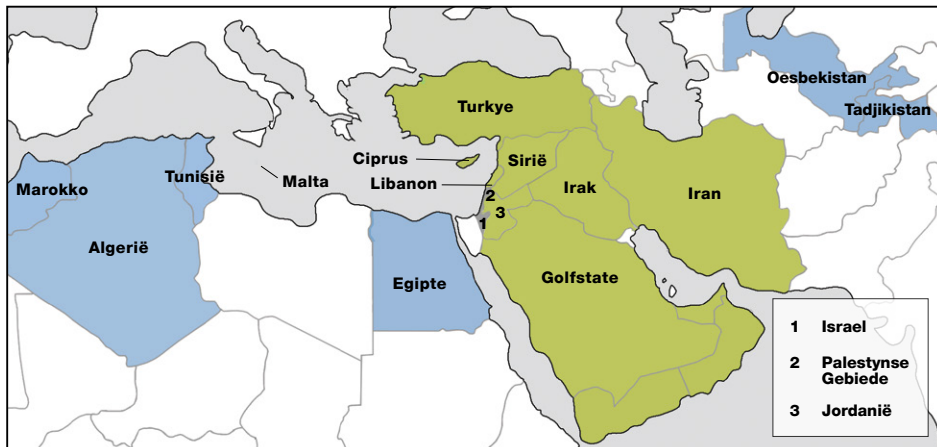 Oesbekistan
Tadjikistan
Turkye
Ciprus
Sirië
Marokko
Tunisië
Malta
Libanon
Irak
Iran
2
3
1
Algerië
Egipte
Golfstate
1 Israel
2 Palestynse
Gebiede
3 Jordanië